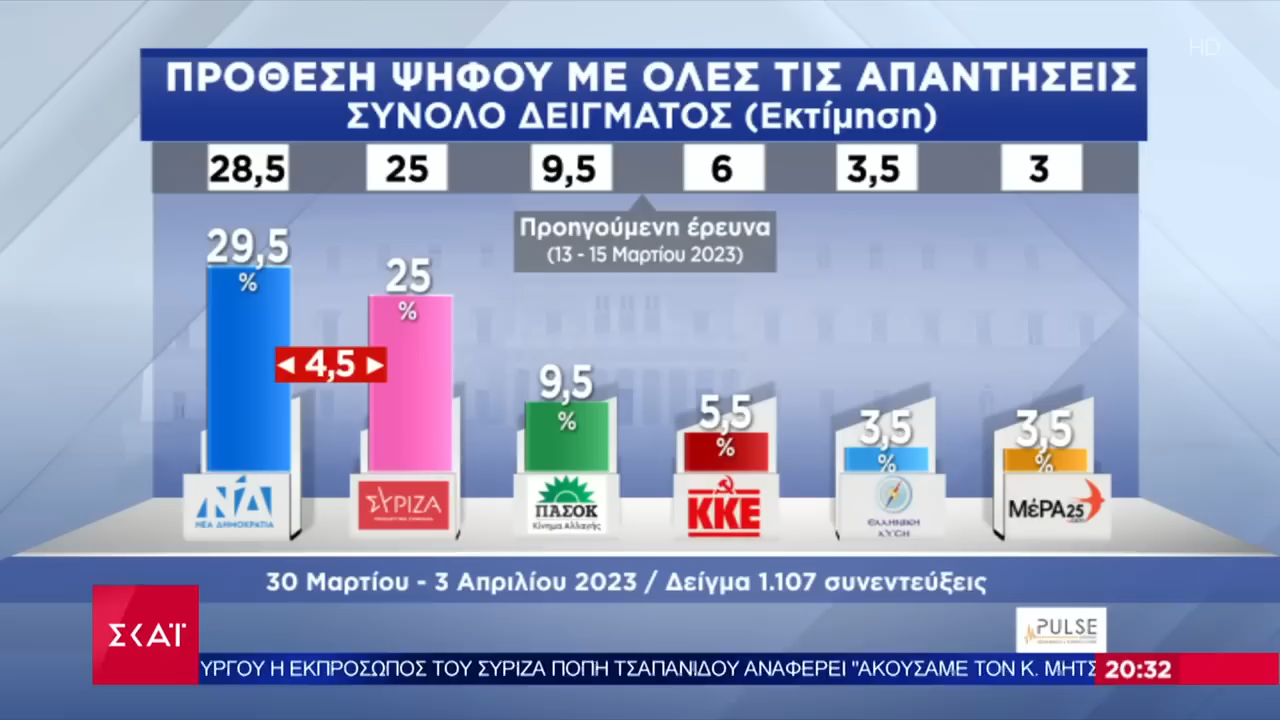 HD
ΠΡΟΘΕΣΗ ΨΗΦΟΥ ΜΕ ΟΛΕΣ ΤΙΣ ΑΠΑΝΤΗΣΕΙΣ
ΣΥΝΟΛΟ ΔΕΙΓΜΑΤΟΣ (Εκτίμηση)
28,5 25 9,5 6 3,5 3
Προηγούμενη έρευνα
(13 - 15 Μαρτίου 2023)
29,5 % 25 % 9,5 % 5,5 % 3,5 % 3,5 %
4,5
ΝΔ
ΝΕΑ ΔΗΜΟΚΡΑΤΙΑ
ΣΥΡΙΖΑ
ΠΑΣΟΚ
Κίνημα Αλλαγής
ΚΚΕ
ΕΛΛΗΝΙΚΗ
ΛΥΣΗ
ΜέΡΑ25
30 Μαρτίου - 3 Απριλίου 2023 / Δείγμα 1.107 συνεντεύξεις
ΣΚΑΪ
PULSE
ΥΡΓΟΥ Η ΕΚΠΡΟΣΩΠΟΣ ΤΟΥ ΣΥΡΙΖΑ ΠΟΠΗ ΤΣΑΠΑΝΙΔΟΥ ΑΝΑΦΕΡΕΙ "ΑΚΟΥΣΑΜΕ ΤΟΝ Κ. ΜΗΤΣ
20:32